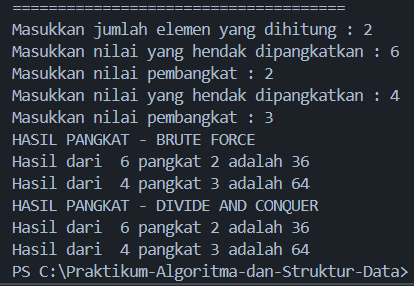 =====================================
Masukkan jumlah elemen yang dihitung : 2
Masukkan nilai yang hendak dipangkatkan : 6
Masukkan nilai pembangkat : 2
Masukkan nilai yang hendak dipangkatkan : 4
Masukkan nilai pembangkat : 3
HASIL PANGKAT - BRUTE FORCE
Hasil dari  6 pangkat 2 adalah 36
Hasil dari  4 pangkat 3 adalah 64
HASIL PANGKAT - DIVIDE AND CONQUER
Hasil dari  6 pangkat 2 adalah 36
Hasil dari  4 pangkat 3 adalah 64
PS C:\Praktikum-Algoritma-dan-Struktur-Data>